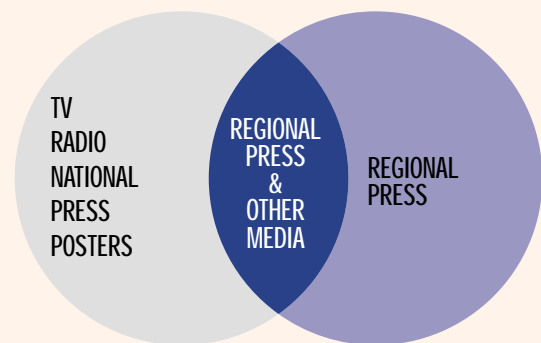 TV
RADIO
NATIONAL
PRESS
POSTERS
REGIONAL
PRESS
&
OTHER
MEDIA
REGIONAL
PRESS